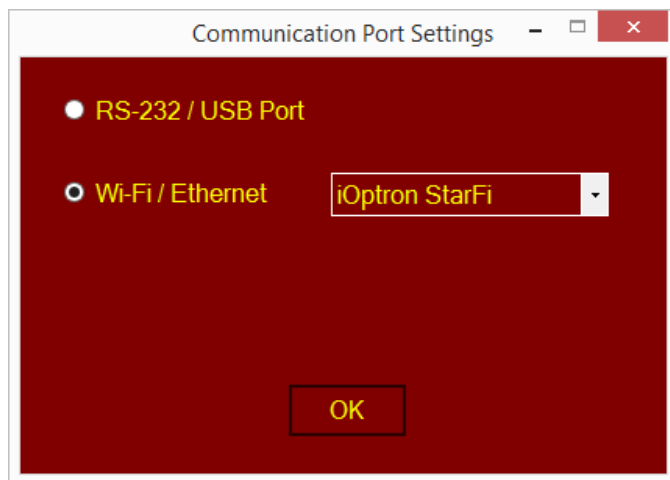 Communication Port Settings
RS-232 / USB Port
Wi-Fi / Ethernet iOptron StarFi
OK